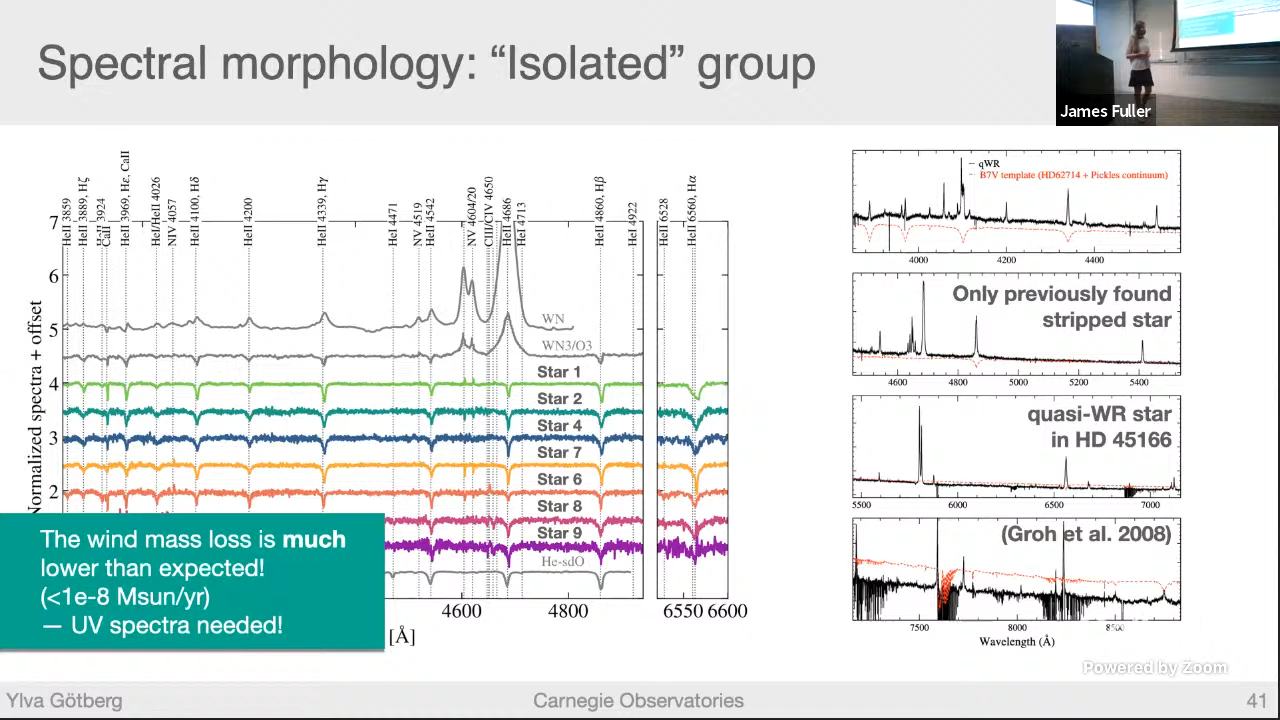 Spectral morphology: “Isolated” group
James Fuller
HeII 3859
HeII 3889, Hζ
CaII
HeII 3969, Hε, CaII
HeI/HeII 4026
NIV 4057
HeII 4100, Hδ
HeII 4200
HeII 4339, Hγ
HeI 4471
NV 4519
HeII 4542
NV 4604/20
CIII/CIV 4650
HeII 4686
HeI 4713
HeII 4860, Hβ
HeI 4922
HeII 6528
HeII 6560, Hα
Normalized spectra + offset
7
6
5
4
3
2
WN
WN3/O3
Star 1
Star 2
Star 4
Star 7
Star 6
Star 8
Star 9
He-sdO
4600
4800
6550 6600
[Å]
The wind mass loss is much
lower than expected!
(<1e-8 Msun/yr)
— UV spectra needed!
qWR
B7V template (HD62714 + Pickles continuum)
4000
4200
4400
Only previously found
stripped star
4600
4800
5000
5200
5400
quasi-WR star
in HD 45166
5500
6000
6500
7000
(Groh et al. 2008)
7500
8000
8500
Wavelength (Å)
Powered by Zoom
Ylva Götberg
Carnegie Observatories
41